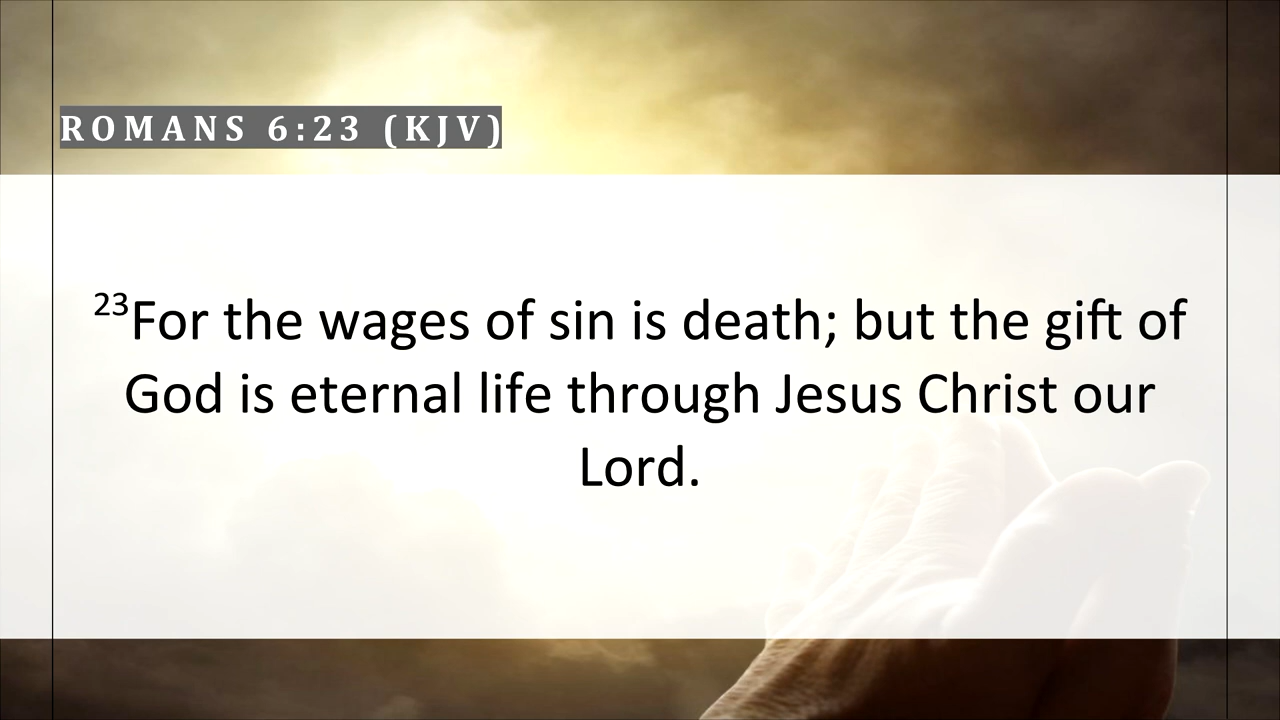 ROMANS 6:23 (KJV)
23For the wages of sin is death; but the gift of
God is eternal life through Jesus Christ our
Lord.